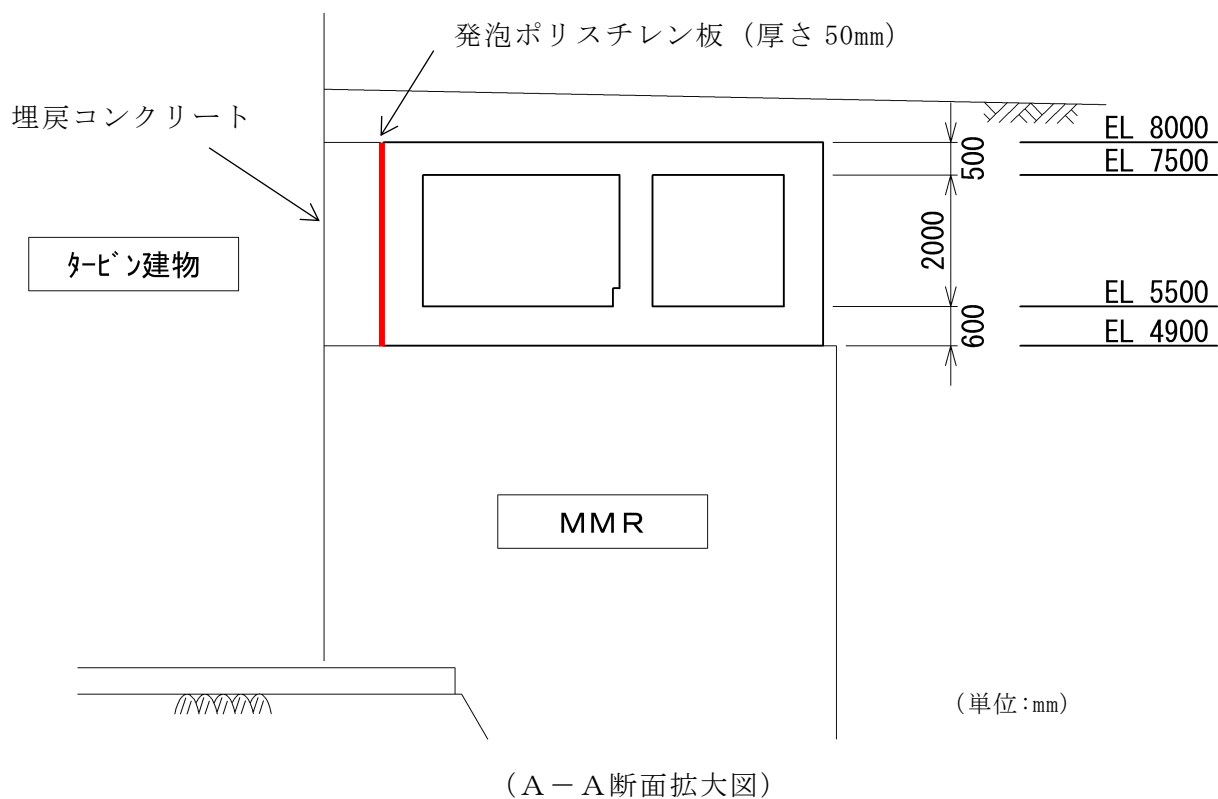 発泡ポリスチレン板（厚さ 50mm）
埋戻コンクリート
EL 8000
500
EL 7500
2000
ﾀｰﾋﾞﾝ建物
EL 5500
600
EL 4900
ＭＭＲ
（単位:mm）
（Ａ－Ａ断面拡大図）